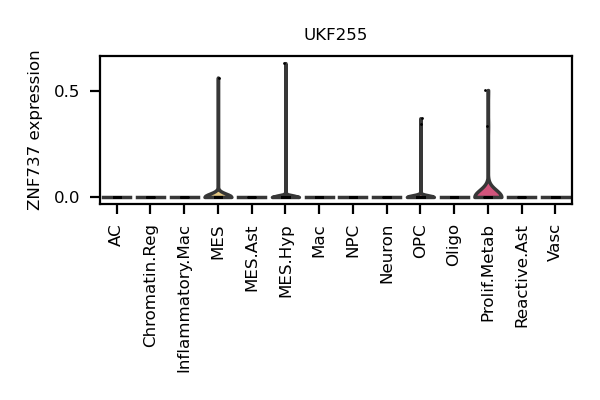 UKF255
ZNF737 expression
0.5
0.0
AC
Chromatin.Reg
Inflammatory.Mac
MES
MES.Ast
MES.Hyp
Mac
NPC
Neuron
OPC
Oligo
Prolif.Metab
Reactive.Ast
Vasc